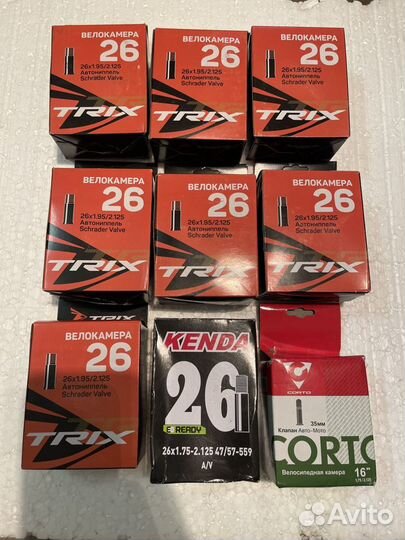 ВЕЛОКАМЕРА
26
26x1.95/2.125
Автониппель
Schrader Valve
TRIX
ВЕЛОКАМЕРА
26
26x1.95/2.125
Автониппель
Schrader Valve
TRIX
ВЕЛОКАМЕРА
26
26x1.95/2.125
Автониппель
Schrader Valve
TRIX
ВЕЛОКАМЕРА
26
26x1.95/2.125
Автониппель
Schrader Valve
TRIX
ВЕЛОКАМЕРА
26
26x1.95/2.125
Автониппель
Schrader Valve
TRIX
ВЕЛОКАМЕРА
26
26x1.95/2.125
Автониппель
Schrader Valve
TRIX
TRIX
ВЕЛОКАМЕРА
26
26x1.95/2.125
Автониппель
Schrader Valve
TRIX
KENDA
26
READY
26x1.75-2.125 47/57-559
A/V
CORTO
35мм
Клапан Авто-Мото
CORTO
Велосипедная камера
16"
Avito